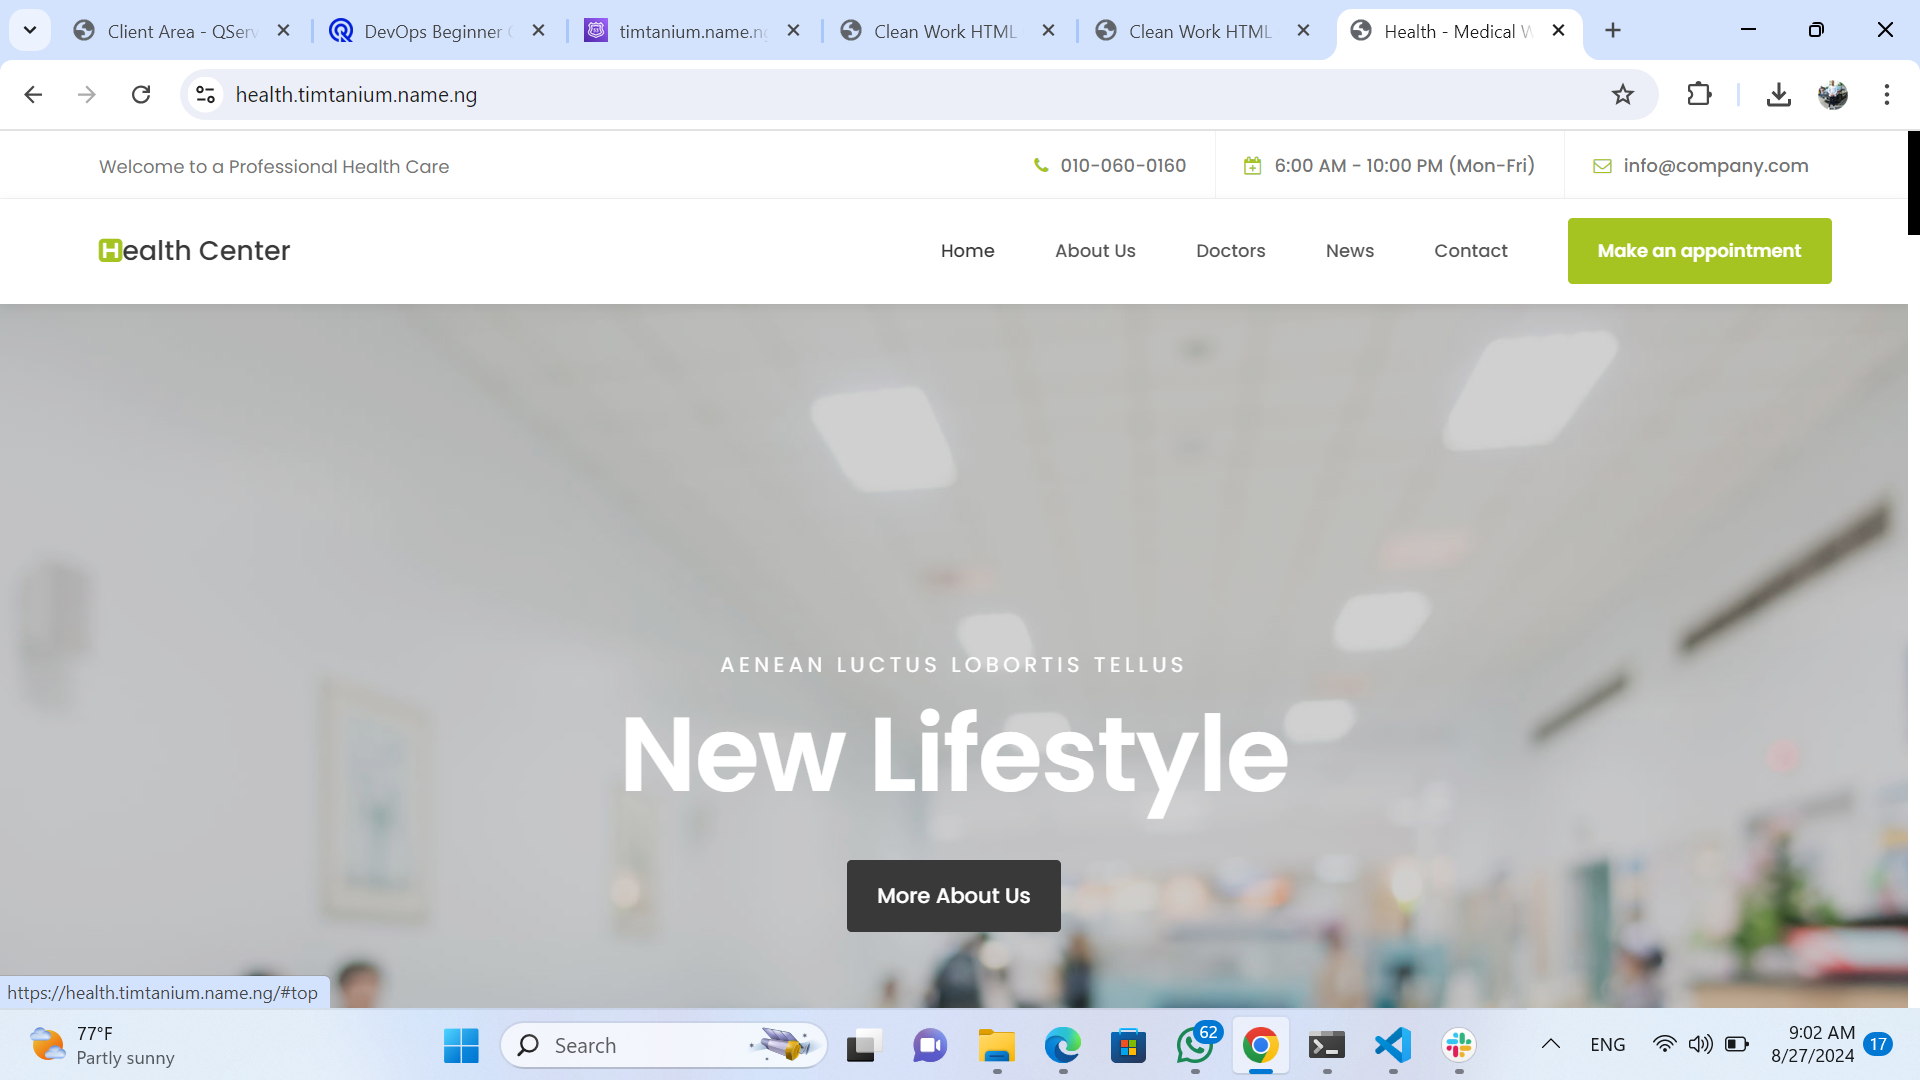 Client Area - QServ
DevOps Beginner
timtanium.name.ng
Clean Work HTML
Clean Work HTML
Health - Medical W
health.timtanium.name.ng
Welcome to a Professional Health Care
010-060-0160
6:00 AM - 10:00 PM (Mon-Fri)
info@company.com
Health Center
Home
About Us
Doctors
News
Contact
Make an appointment
AENEAN LUCTUS LOBORTIS TELLUS
New Lifestyle
More About Us
https://health.timtanium.name.ng/#top
77°F
Partly sunny
Search
62
ENG
9:02 AM
8/27/2024
17